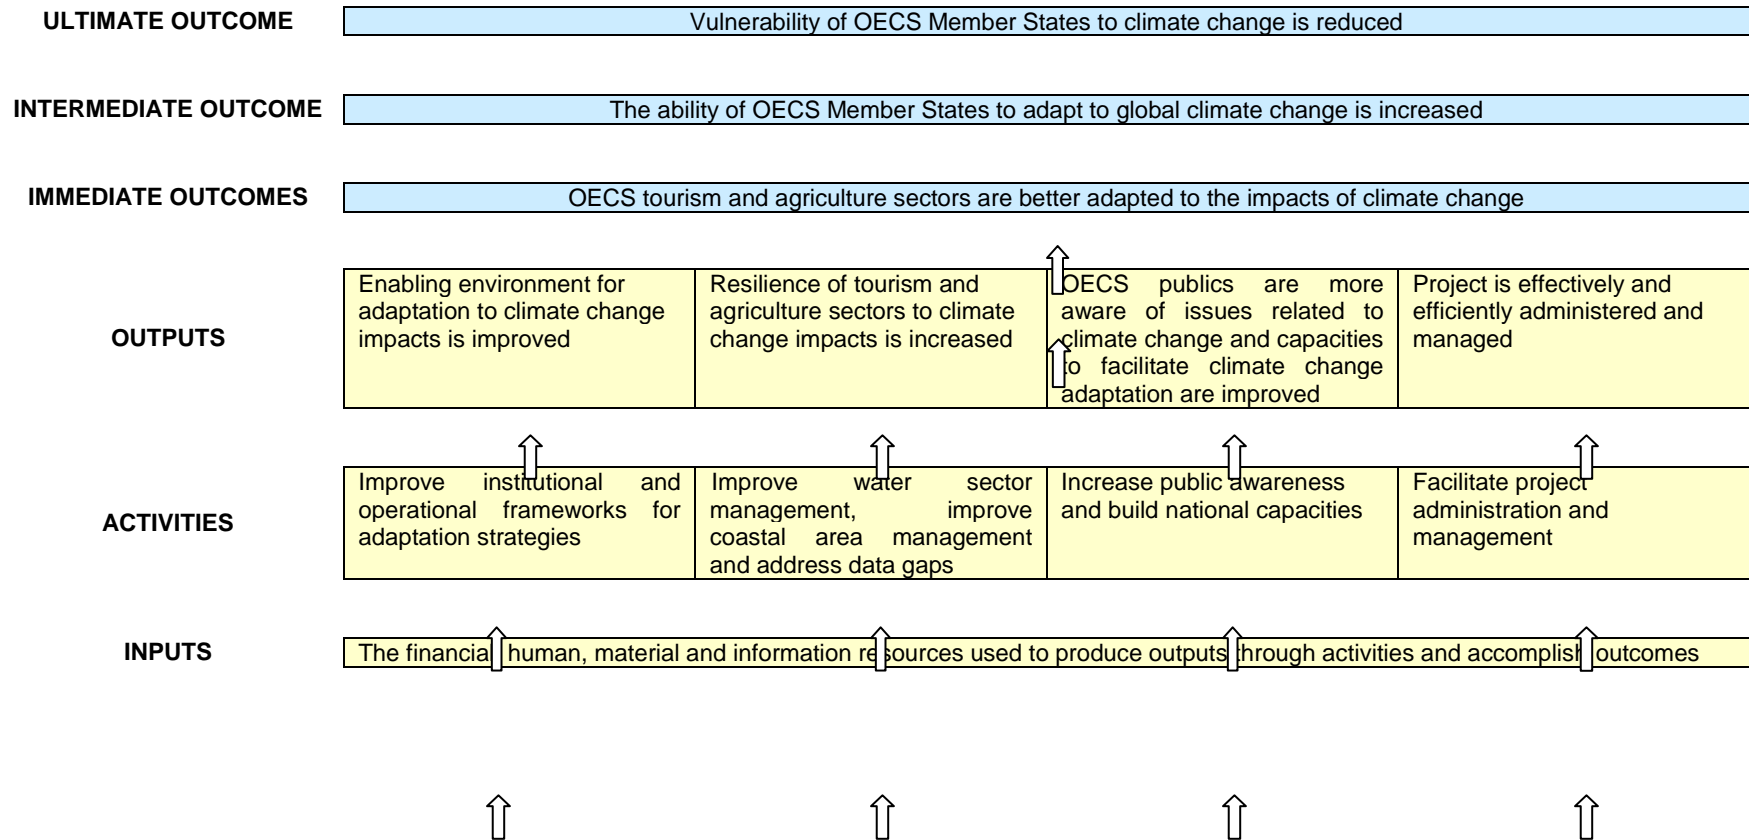 ULTIMATE OUTCOME
Vulnerability of OECS Member States to climate change is reduced
INTERMEDIATE OUTCOME
The ability of OECS Member States to adapt to global climate change is increased
IMMEDIATE OUTCOMES
OECS tourism and agriculture sectors are better adapted to the impacts of climate change
OUTPUTS
Enabling environment for
adaptation to climate change
impacts is improved
Resilience of tourism and
agriculture sectors to climate
change impacts is increased
OECS publics are more
aware of issues related to
climate change and capacities
to facilitate climate change
adaptation are improved
Project is effectively and
efficiently administered and
managed
ACTIVITIES
Improve institutional and
operational frameworks for
adaptation strategies
Improve water sector
management, improve
coastal area management
and address data gaps
Increase public awareness
and build national capacities
Facilitate project
administration and
management
INPUTS
The financial, human, material and information resources used to produce outputs through activities and accomplish outcomes